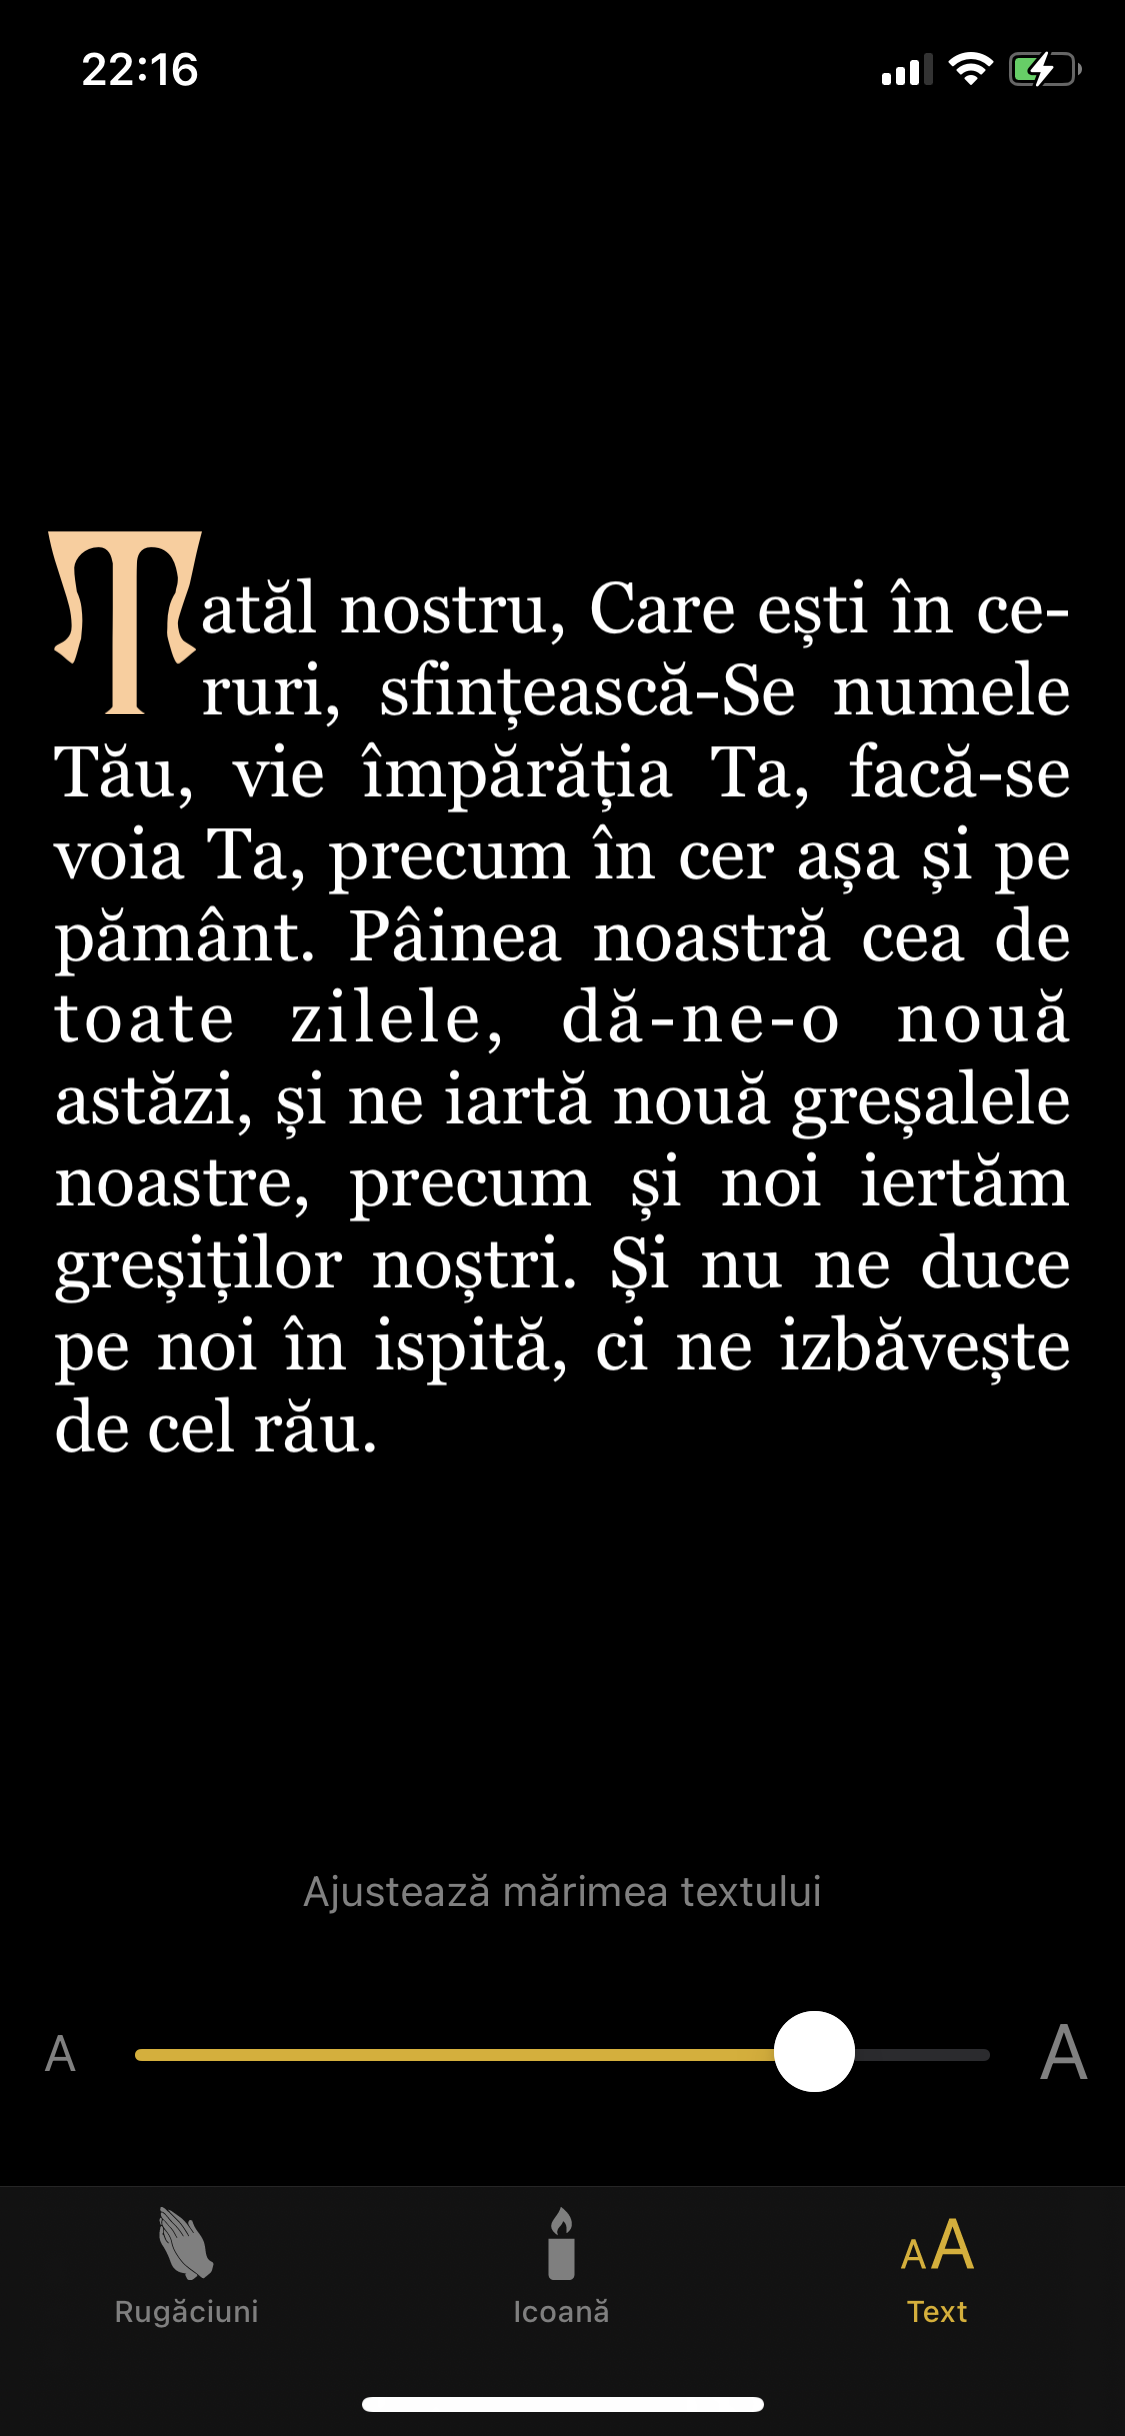 22:16
Tatăl nostru, Care ești în ce-
ruri, sfințească-Se numele
Tău, vie împărăția Ta, facă-se
voia Ta, precum în cer așa și pe
pământ. Pâinea noastră cea de
toate zilele, dă-ne-o nouă
astăzi, și ne iartă nouă greșalele
noastre, precum și noi iertăm
greșiților noștri. Și nu ne duce
pe noi în ispită, ci ne izbăvește
de cel rău.
Ajustează mărimea textului
A A
AA
Rugăciuni Icoană Text